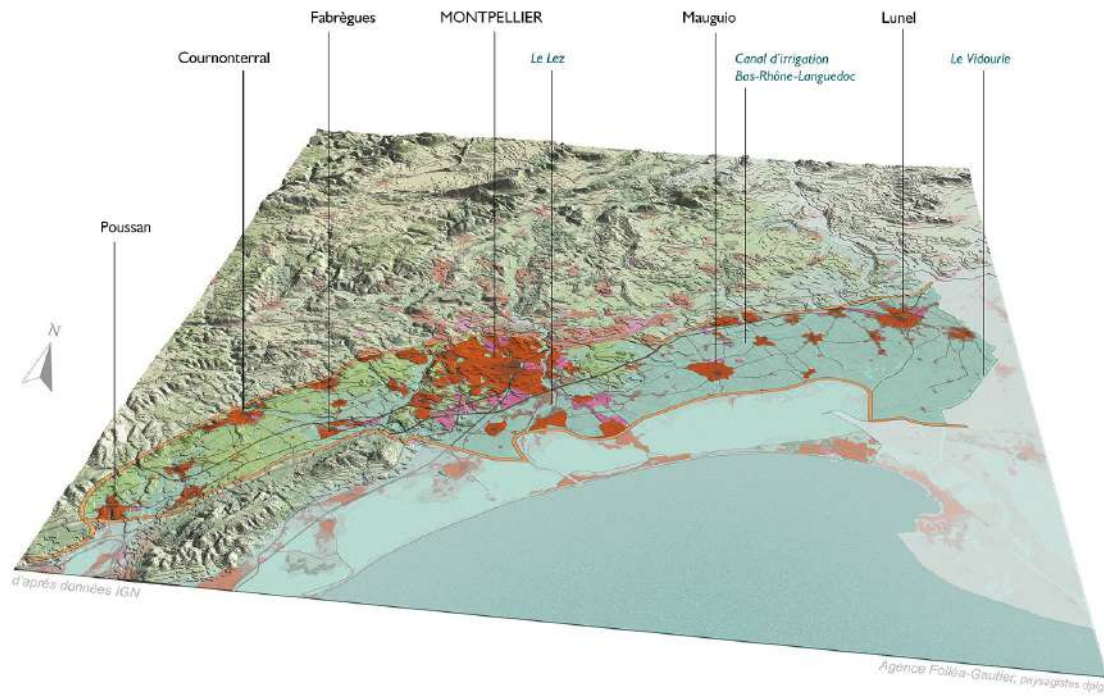 Fabrègues
MONTPELLIER
Mauguio
Lunel
Cournonterral
Le Lez
Canal d'irrigation
Bas-Rhône-Languedoc
Le Vidourle
Poussan
N
d'après données IGN
Agence Folléa-Gautier, paysagistes dplg